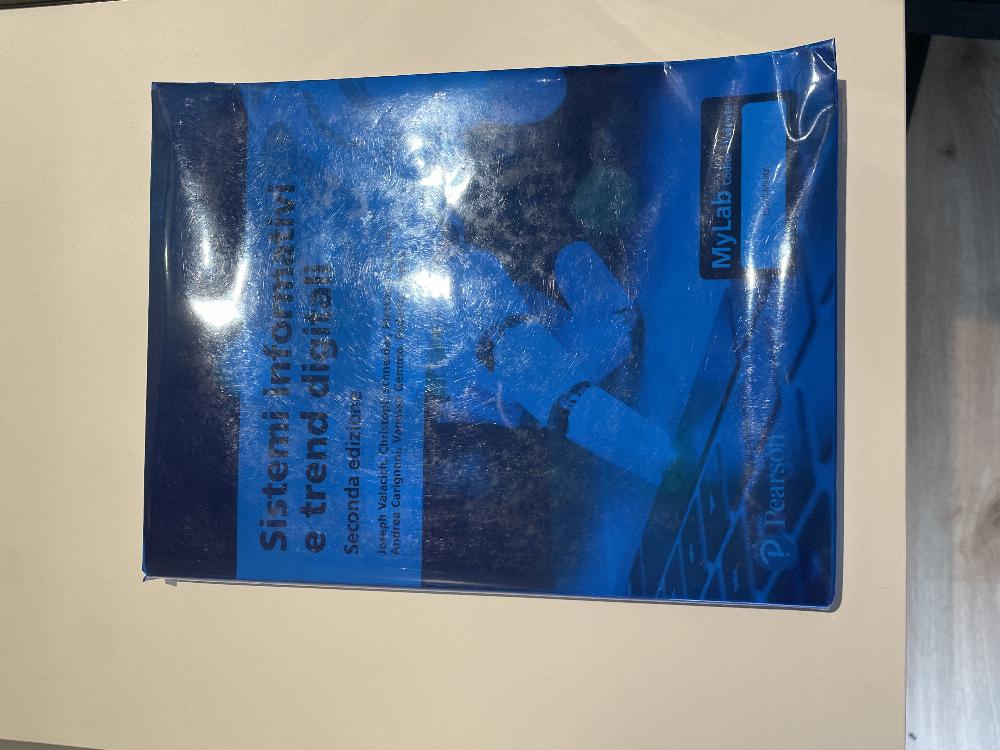 Sistemi informativi
e trend digitali
Seconda edizione
Joseph Valacich, Christoph Schneider,
Andrea Carignani, Vanessa Gemmo,
MyLab
Pearson